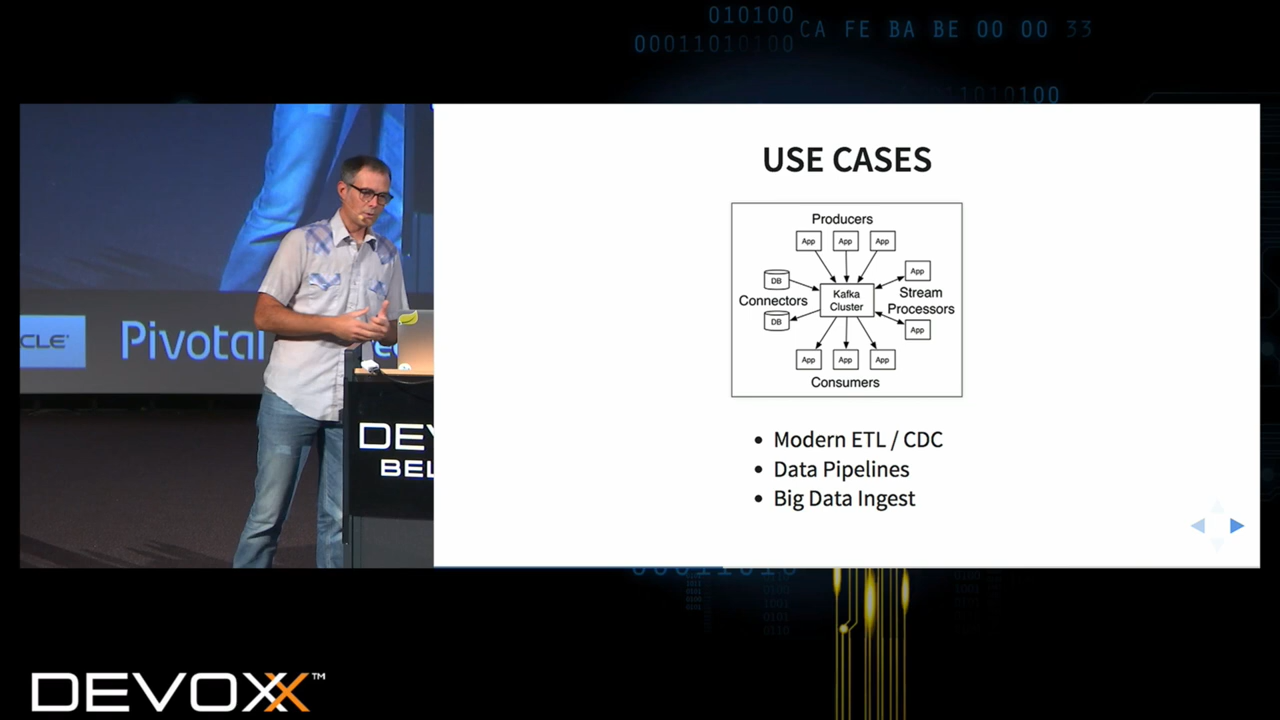 010100
00011010100
CA FE BA BE 00 00 33
1010100
CLE
Pivotal
DEV
BEL
USE CASES
Producers
App App App
DB
App
Connectors
Kafka
Cluster
Stream
Processors
DB
App
App App App
Consumers
• Modern ETL / CDC
• Data Pipelines
• Big Data Ingest
DEVOXX™